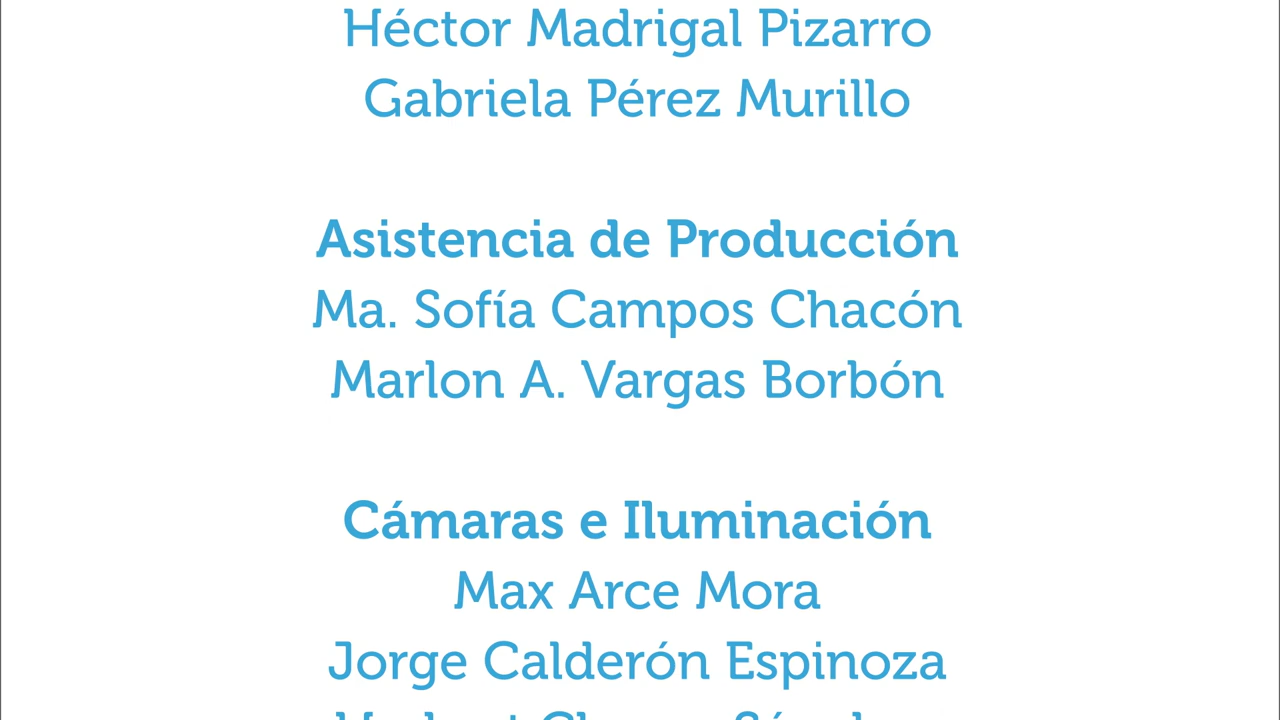 Héctor Madrigal Pizarro
Gabriela Pérez Murillo
Asistencia de Producción
Ma. Sofía Campos Chacón
Marlon A. Vargas Borbón
Cámaras e Iluminación
Max Arce Mora
Jorge Calderón Espinoza